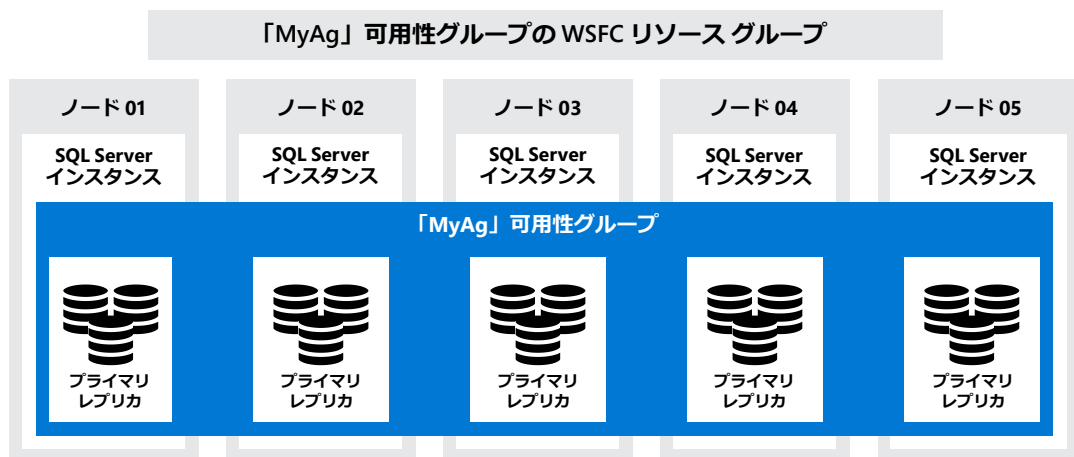 「MyAg」可用性グループの WSFC リソース グループ
ノード 01
ノード 02
ノード 03
ノード 04
ノード 05
SQL Server
インスタンス
SQL Server
インスタンス
SQL Server
インスタンス
SQL Server
インスタンス
SQL Server
インスタンス
「MyAg」可用性グループ
プライマリ
レプリカ
プライマリ
レプリカ
プライマリ
レプリカ
プライマリ
レプリカ
プライマリ
レプリカ